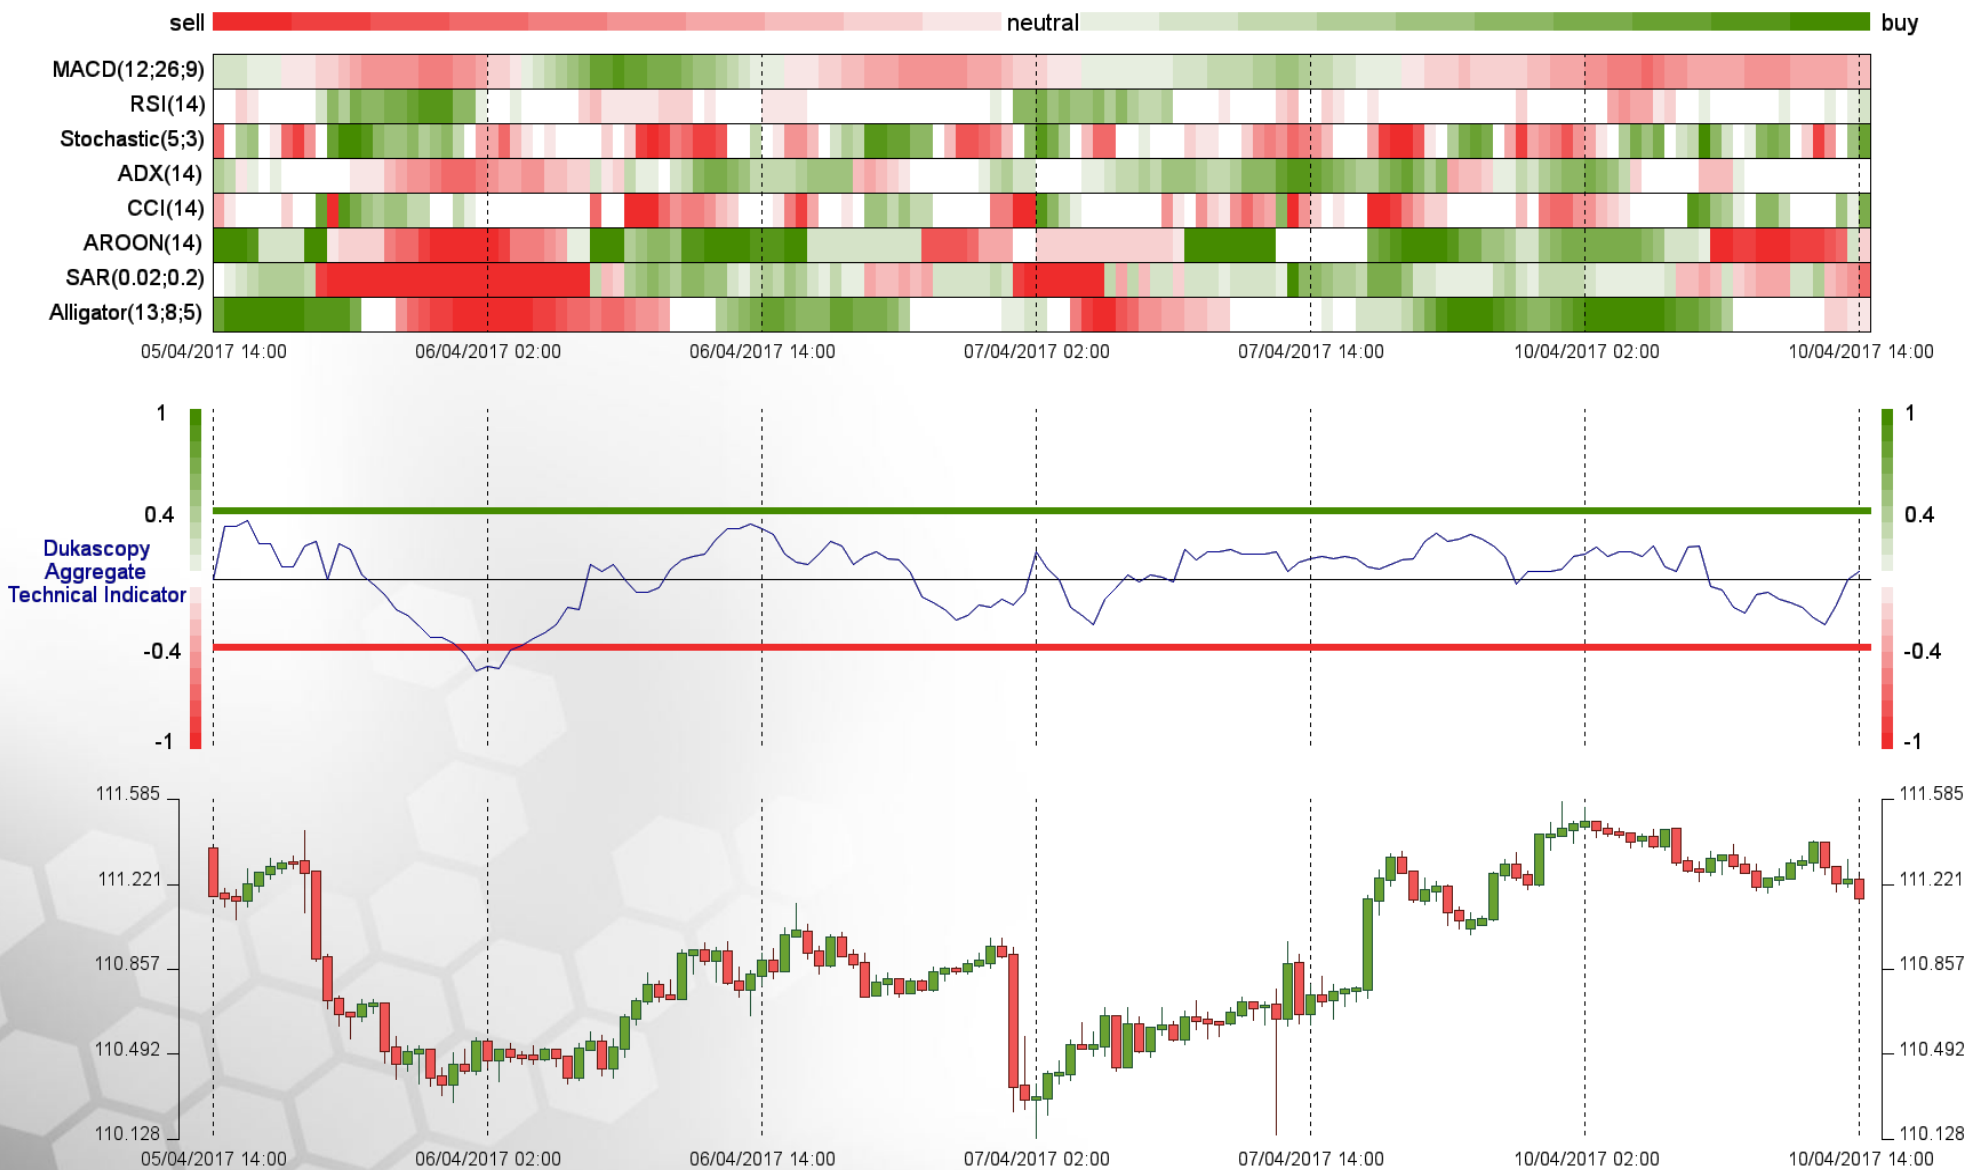 sell neutral buy
MACD(12;26;9)
RSI(14)
Stochastic(5;3)
ADX(14)
CCI(14)
AROON(14)
SAR(0.02;0.2)
Alligator(13;8;5)
05/04/2017 14:00 06/04/2017 02:00 06/04/2017 14:00 07/04/2017 02:00 07/04/2017 14:00 10/04/2017 02:00 10/04/2017 14:00
1 1
0.4 0.4
Dukascopy
Aggregate
Technical Indicator
-0.4 -0.4
-1 -1
111.585 111.585
111.221 111.221
110.857 110.857
110.492 110.492
110.128 110.128
05/04/2017 14:00 06/04/2017 02:00 06/04/2017 14:00 07/04/2017 02:00 07/04/2017 14:00 10/04/2017 02:00 10/04/2017 14:00